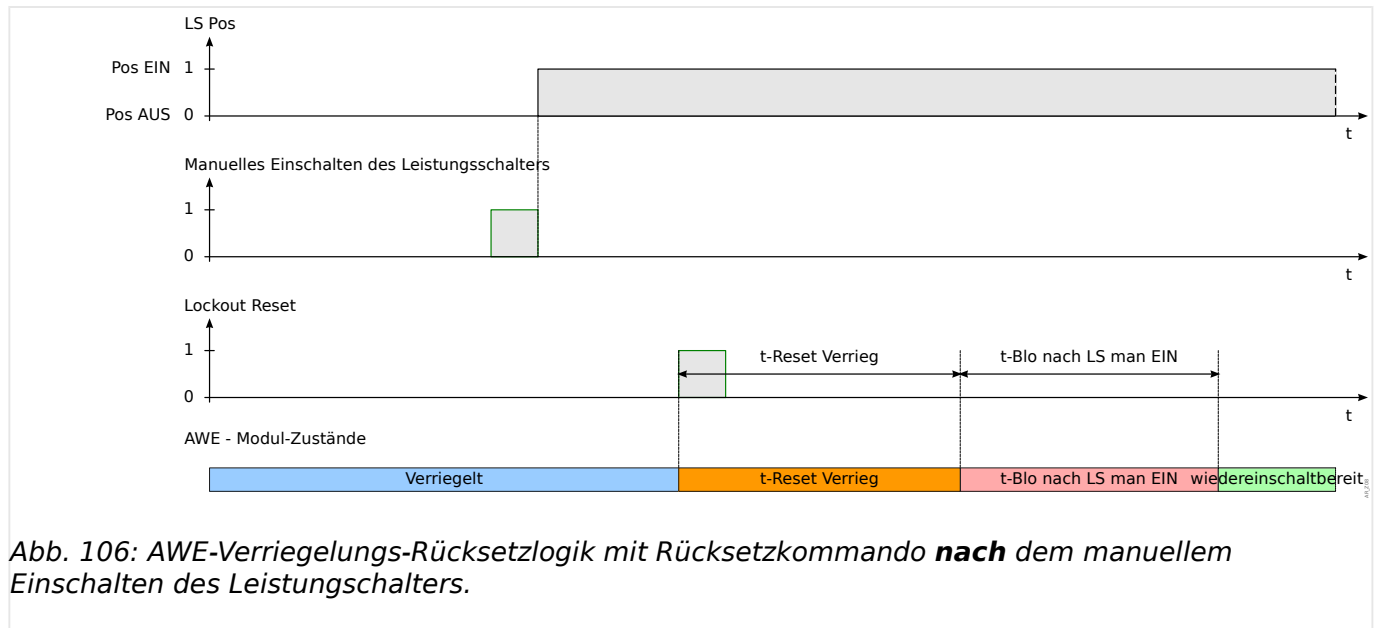 LS Pos
Pos EIN 1
Pos AUS 0
t
Manuelles Einschalten des Leistungsschalters
1
0
t
Lockout Reset
1 t-Reset Verrieg t-Blo nach LS man EIN
0
t
AWE - Modul-Zustände
Verriegelt t-Reset Verrieg t-Blo nach LS man EIN wiedereinschaltbereit
Abb. 106: AWE-Verriegelungs-Rücksetzlogik mit Rücksetzkommando nach dem manuellem
Einschalten des Leistungschalters.